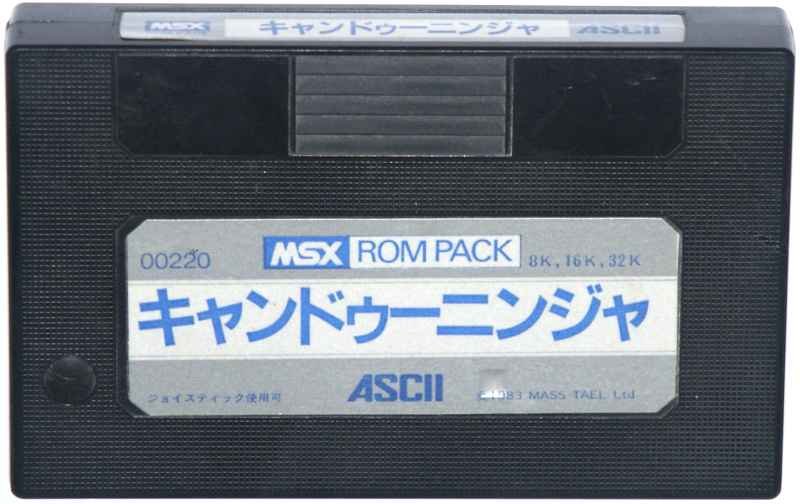 MSX キャンドゥーニンジャ ASCII
00220 MSX ROM PACK 8K, 16K, 32K
キャンドゥーニンジャ
ジョイスティック使用可 ASCII ©1983 MASS TAEL Ltd